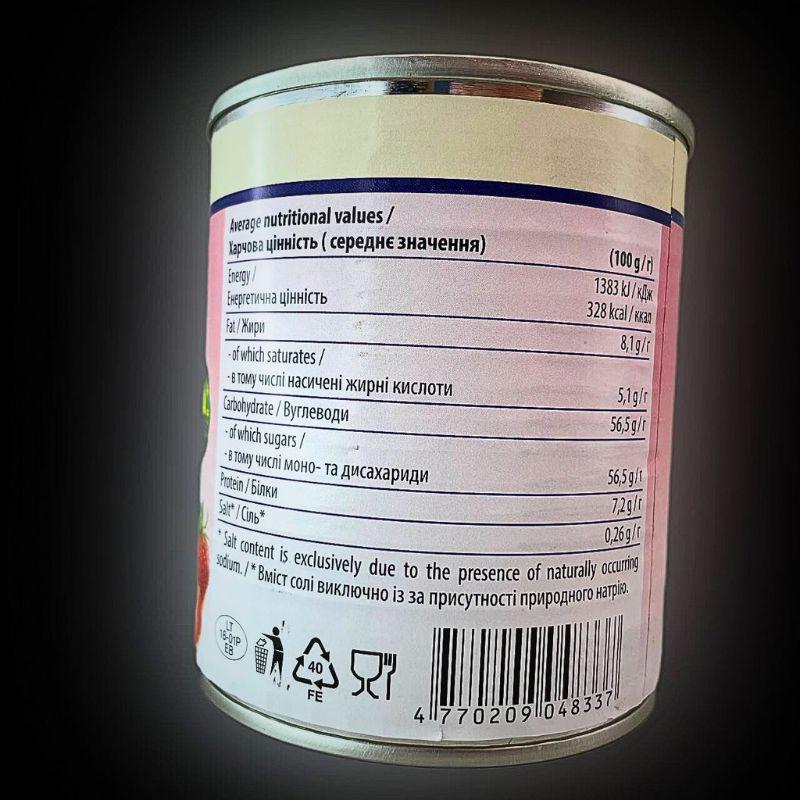 Average nutritional values /
Харчова цінність ( середнє значення)
(100 g / г)
Energy /
1383 kJ / кДж
Енергетична цінність
328 kcal / ккал
Fat / Жири
8,1 g / г
- of which saturates /
- в тому числі насичені жирні кислоти
5,1 g / г
Carbohydrate / Вуглеводи
56,5 g / г
- of which sugars /
- в тому числі моно- та дисахариди
56,5 g / г
Protein / Білки
7,2 g / г
Salt* / Сіль*
0,26 g / г
* Salt content is exclusively due to the presence of naturally occurring
sodium. / * Вміст солі виключно із за присутності природного натрію.
LT
16-01P
EB
40
FE
4 770209 048337